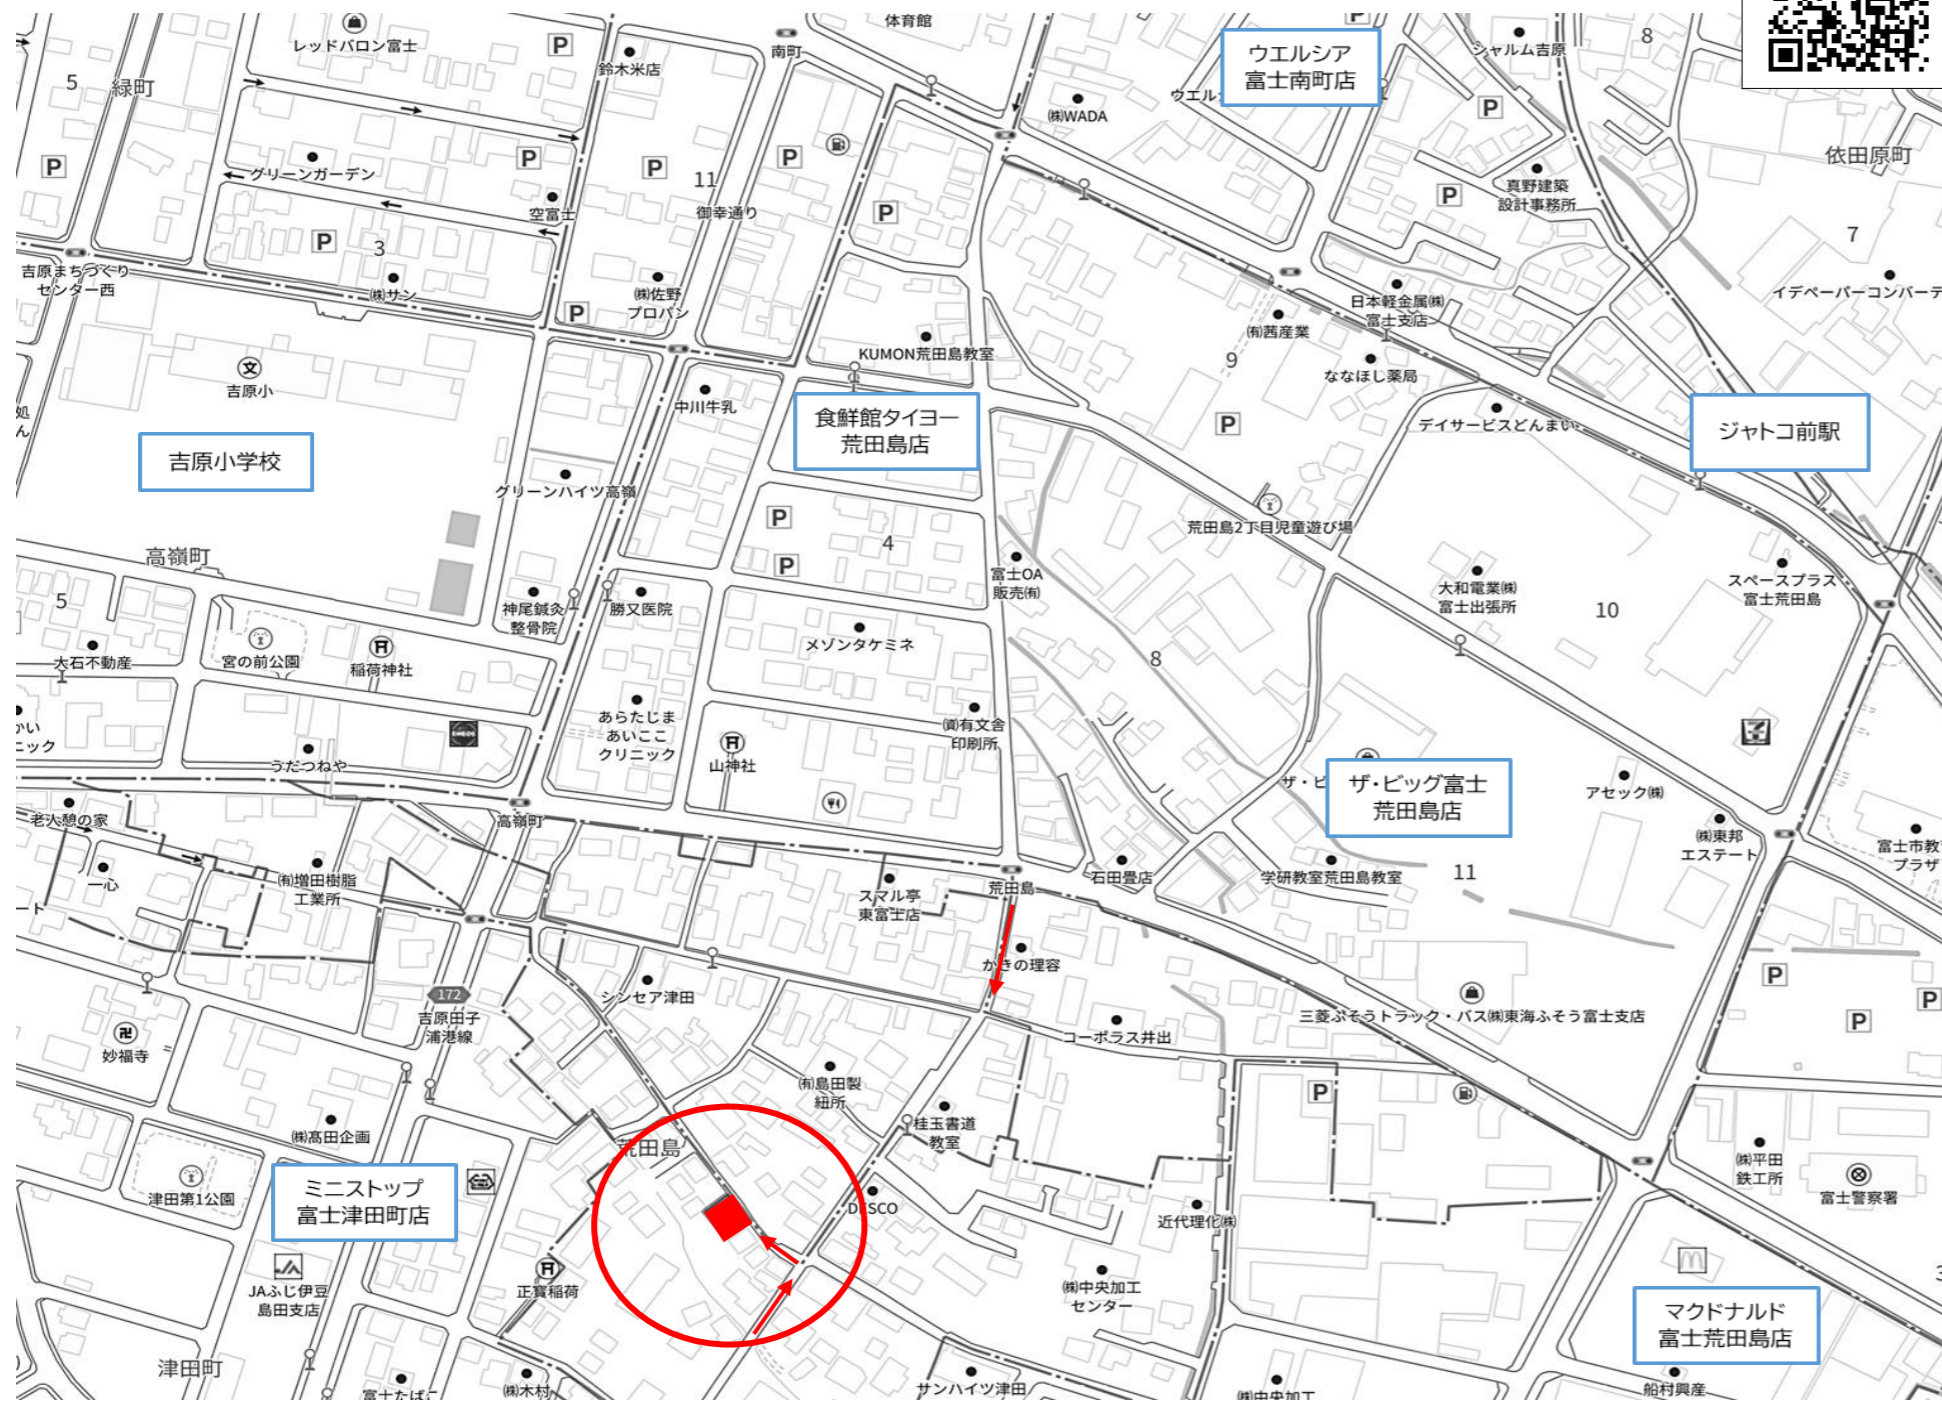 体育館
レッドバロン富士
P
鈴木米店
南町
ウエルシア
富士南町店
シャルム吉原
8
5
緑町
㈱WADA
P
P
P
P
P
グリーンガーデン
11
御幸通り
空富士
P
P
真野建築
設計事務所
依田原町
3
P
7
吉原まちづくり
センター西
㈱サン
P
㈱佐野
プロパン
日本軽金属㈱
富士支店
イデペーパーコンバーテ
㈲茜産業
KUMON荒田島教室
9
ななほし薬局
文
吉原小
中川牛乳
食鮮館タイヨー
荒田島店
P
デイサービスどんまい
ジャトコ前駅
吉原小学校
グリーンハイツ高嶺
P
荒田島2丁目児童遊び場
高嶺町
P
4
富士OA
販売㈲
大和電業㈱
富士出張所
スペースプラス
富士荒田島
5
神尾鍼灸
整骨院
勝又医院
10
大石不動産
宮の前公園
稲荷神社
メゾンタケミネ
8
あらたじま
あいここ
クリニック
㈾有文舎
印刷所
かい
ニック
ENEOS
うだつねや
山神社
ザ・ビッグ富士
荒田島店
アセック㈱
老人憩の家
高嶺町
㈱東邦
エステート
富士市教
プラザ
一心
㈲増田樹脂
工業所
スマル亭
東富士店
荒田島
石田畳店
学研教室荒田島教室
11
かきの理容
シンセア津田
P
P
172
吉原田子
浦港線
三菱ふそうトラック・バス㈱東海ふそう富士支店
P
妙福寺
コーポラス井出
㈲島田製
紐所
P
㈱髙田企画
荒田島
桂玉書道
教室
津田第1公園
ミニストップ
富士津田町店
DESCO
近代理化㈱
㈱平田
鉄工所
富士警察署
JAふじ伊豆
島田支店
正寳稲荷
㈱中央加工
センター
マクドナルド
富士荒田島店
津田町
富士たばこ
㈱木村
サンハイツ津田
㈱中央加工
船村興産